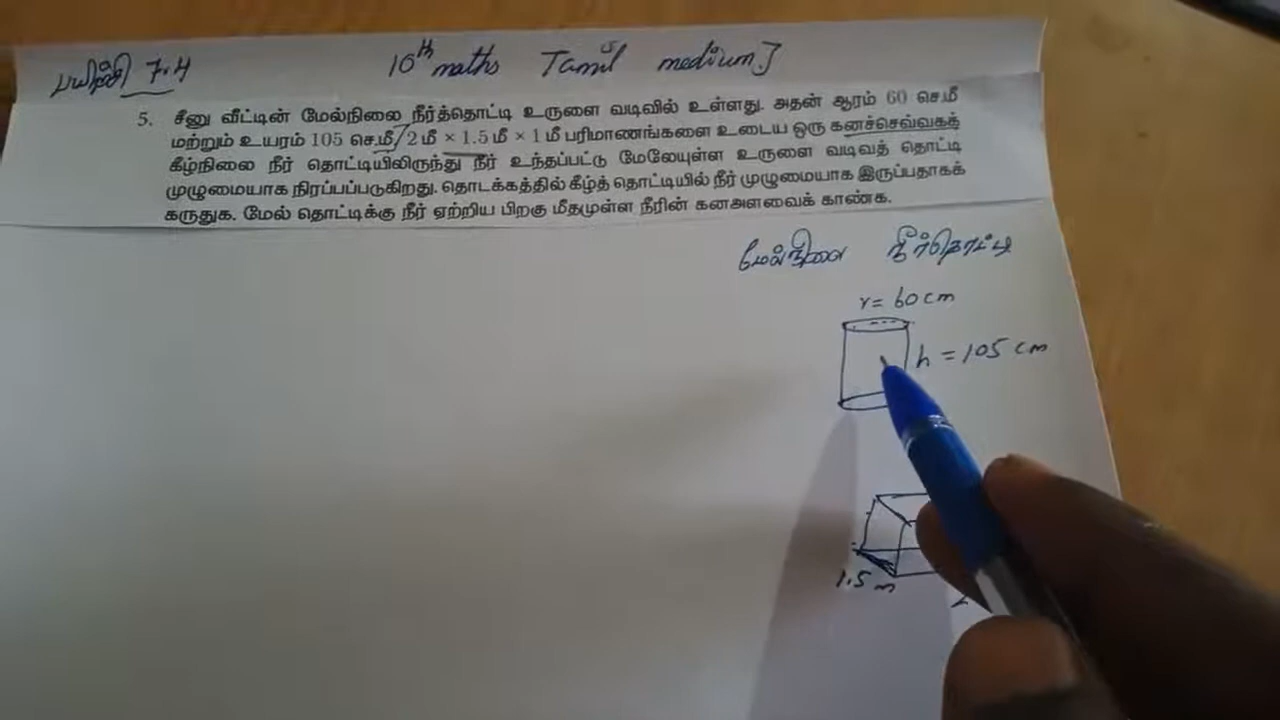 பயிற்சி 7.4 10th maths Tamil medium]
5. சீனு வீட்டின் மேல்நிலை நீர்த்தொட்டி உருளை வடிவில் உள்ளது. அதன் ஆரம் 60 செ.மீ
மற்றும் உயரம் 105 செ.மீ/2 மீ × 1.5 மீ × 1 மீ பரிமாணங்களை உடைய ஒரு கனச்செவ்வகத்
கீழ்நிலை நீர் தொட்டியிலிருந்து நீர் உந்தப்பட்டு மேலேயுள்ள உருளை வடிவத் தொட்டி
முழுமையாக நிரப்பப்படுகிறது. தொடக்கத்தில் கீழ்த் தொட்டியில் நீர் முழுமையாக இருப்பதாகக்
கருதுக. மேல் தொட்டிக்கு நீர் ஏற்றிய பிறகு மீதமுள்ள நீரின் கனஅளவைக் காண்க.
மேல்நிலை நீர்தொட்டி
r = 60 cm
h = 105 cm
1.5 m